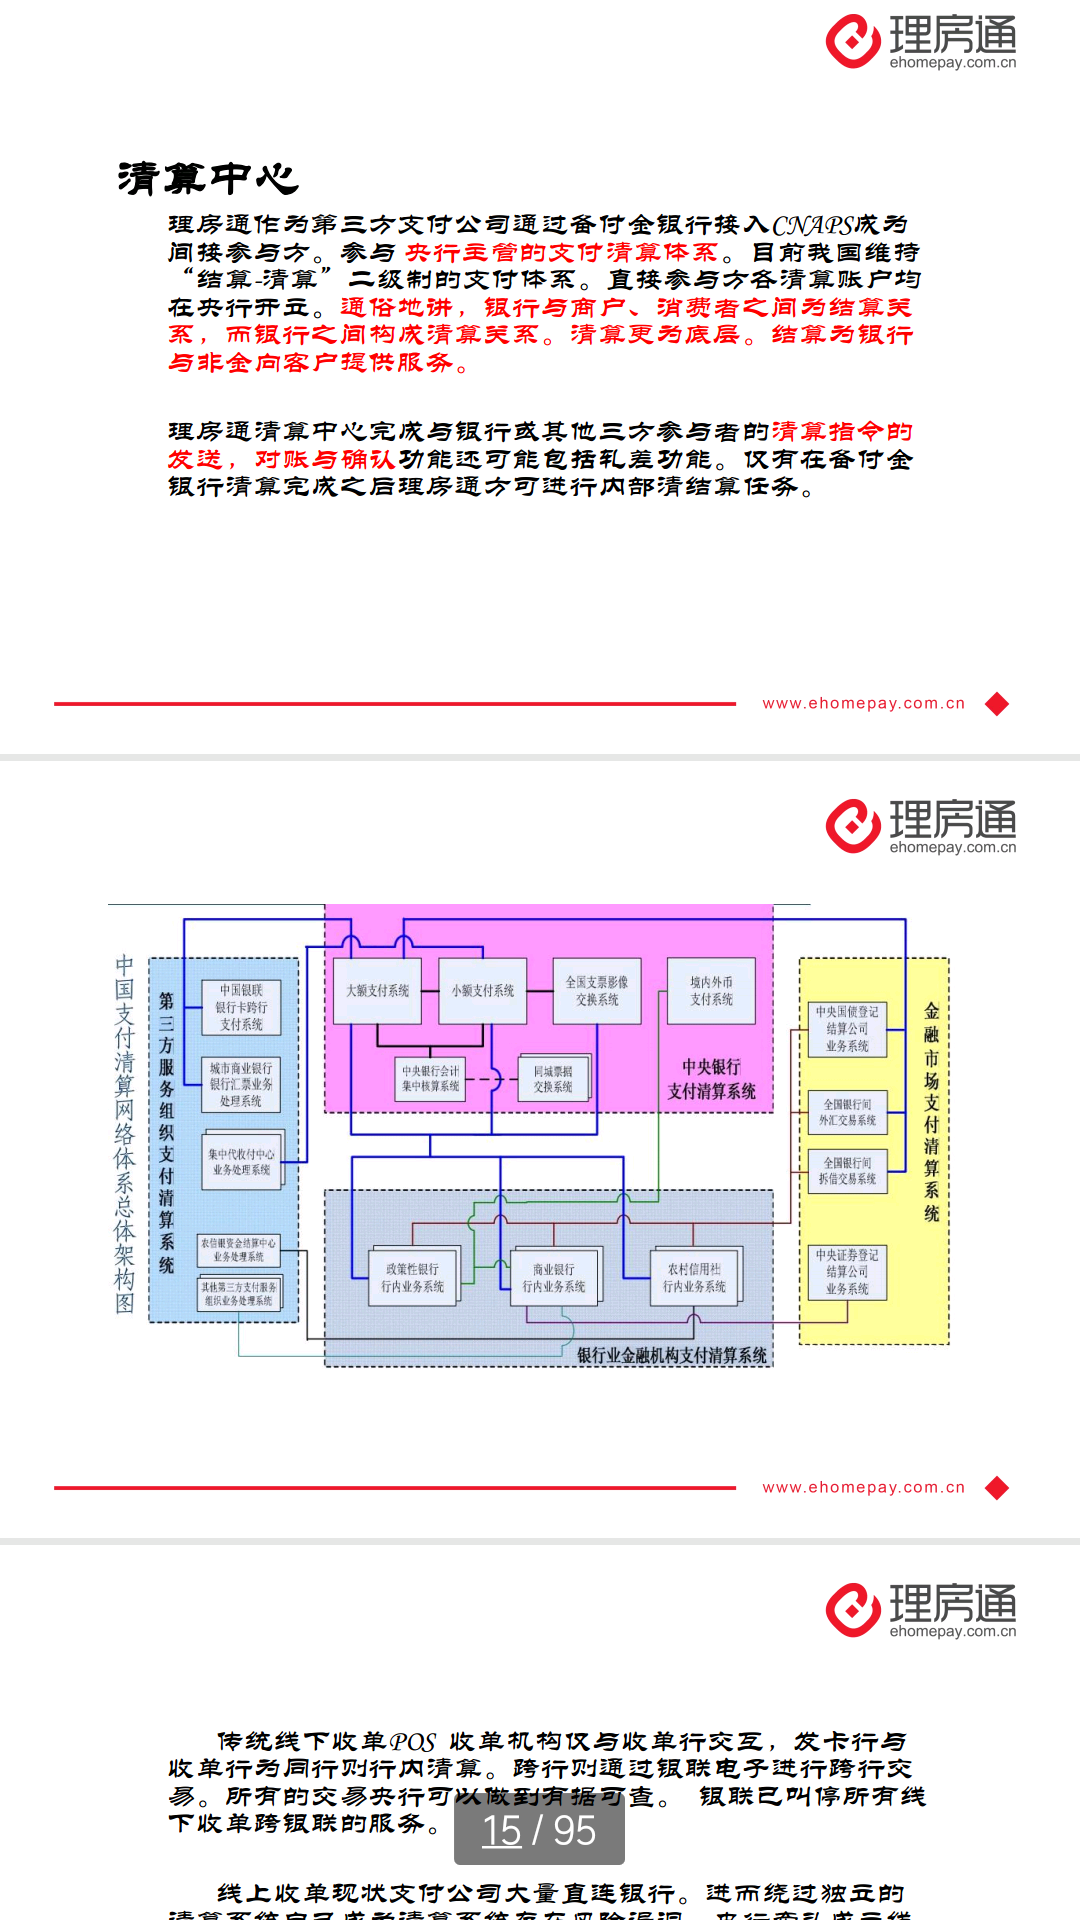 理房通
ehomepay.com.cn
清算中心
理房通作为第三方支付公司通过备付金银行接入CNAPS成为
间接参与方。参与 央行主管的支付清算体系。目前我国维持
“结算-清算”二级制的支付体系。直接参与方各清算账户均
在央行开立。通俗地讲，银行与商户、消费者之间为结算关
系，而银行之间构成清算关系。清算更为底层。结算为银行
与非金向客户提供服务。
理房通清算中心完成与银行或其他三方参与者的清算指令的
发送，对账与确认功能还可能包括轧差功能。仅有在备付金
银行清算完成之后理房通方可进行内部清结算任务。
www.ehomepay.com.cn
理房通
ehomepay.com.cn
中国支付清算网络体系总体架构图
第三方服务组织支付清算系统
中国银联
银行卡跨行
支付系统
城市商业银行
银行汇票业务
处理系统
集中代收付中心
业务处理系统
农信银资金结算中心
业务处理系统
其他第三方支付服务
组织业务处理系统
大额支付系统
小额支付系统
全国支票影像
交换系统
境内外币
支付系统
中央银行会计
集中核算系统
同城票据
交换系统
中央银行
支付清算系统
政策性银行
行内业务系统
商业银行
行内业务系统
农村信用社
行内业务系统
银行业金融机构支付清算系统
中央国债登记
结算公司
业务系统
全国银行间
外汇交易系统
全国银行间
拆借交易系统
中央证券登记
结算公司
业务系统
金融市场支付清算系统
www.ehomepay.com.cn
理房通
ehomepay.com.cn
传统线下收单POS 收单机构仅与收单行交互，发卡行与
收单行为同行则行内清算。跨行则通过银联电子进行跨行交
易。所有的交易央行可以做到有据可查。 银联已叫停所有线
下收单跨银联的服务。
15 / 95
线上收单现状支付公司大量直连银行。进而绕过独立的